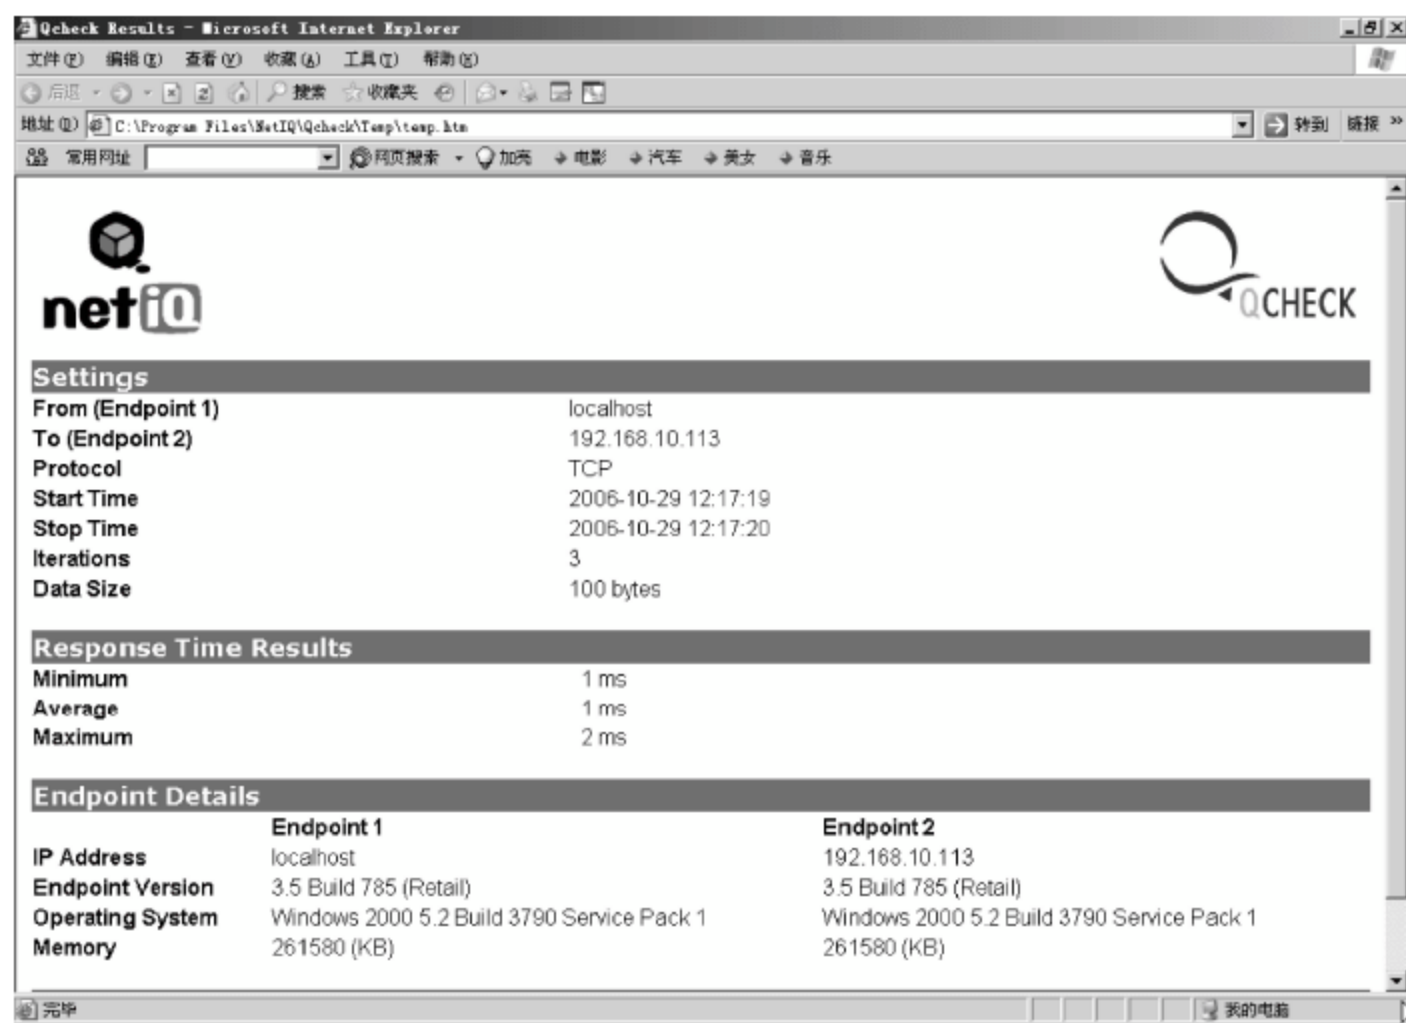 Qcheck Results - Microsoft Internet Explorer
文件(F) 编辑(E) 查看(V) 收藏(A) 工具(T) 帮助(H)
后退 搜索 收藏夹
地址(D) C:\Program Files\NetIQ\Qcheck\Temp\temp.htm 转到 链接 »
常用网址 网页搜索 加亮 电影 汽车 美女 音乐
netiQ
QCHECK
Settings
From (Endpoint 1) localhost
To (Endpoint 2) 192.168.10.113
Protocol TCP
Start Time 2006-10-29 12:17:19
Stop Time 2006-10-29 12:17:20
Iterations 3
Data Size 100 bytes
Response Time Results
Minimum 1 ms
Average 1 ms
Maximum 2 ms
Endpoint Details
Endpoint 1 Endpoint 2
IP Address localhost 192.168.10.113
Endpoint Version 3.5 Build 785 (Retail) 3.5 Build 785 (Retail)
Operating System Windows 2000 5.2 Build 3790 Service Pack 1 Windows 2000 5.2 Build 3790 Service Pack 1
Memory 261580 (KB) 261580 (KB)
完毕 我的电脑